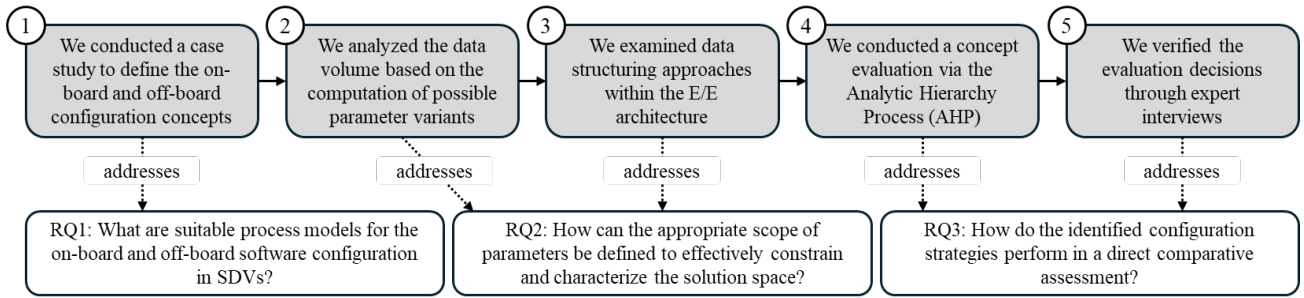 1
We conducted a case
study to define the on-
board and off-board
configuration concepts
2
We analyzed the data
volume based on the
computation of possible
parameter variants
3
We examined data
structuring approaches
within the E/E
architecture
4
We conducted a concept
evaluation via the
Analytic Hierarchy
Process (AHP)
5
We verified the
evaluation decisions
through expert
interviews
addresses
addresses
addresses
addresses
addresses
RQ1: What are suitable process models for the
on-board and off-board software configuration
in SDVs?
RQ2: How can the appropriate scope of
parameters be defined to effectively constrain
and characterize the solution space?
RQ3: How do the identified configuration
strategies perform in a direct comparative
assessment?